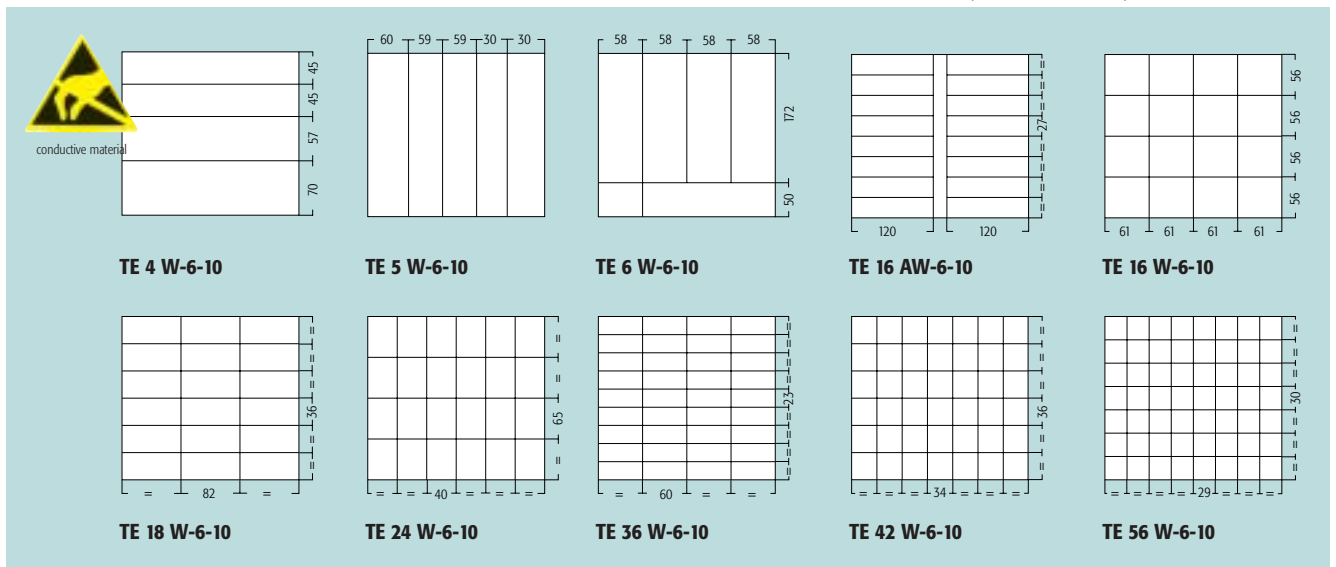 60 59 59 30 30
58 58 58 58
45
45
57
70
172
50
=
=
=
=
27
=
=
=
56
56
56
56
conductive material
120 120
61 61 61 61
TE 4 W-6-10
TE 5 W-6-10
TE 6 W-6-10
TE 16 AW-6-10
TE 16 W-6-10
=
=
=
36
=
=
=
=
65
=
=
=
=
=
23
=
=
=
=
=
=
=
36
=
=
=
=
=
30
=
=
=
= 82 =
= = 40 = = =
= 60 = =
= = = 34 = = =
= = = = 29 = = =
TE 18 W-6-10
TE 24 W-6-10
TE 36 W-6-10
TE 42 W-6-10
TE 56 W-6-10